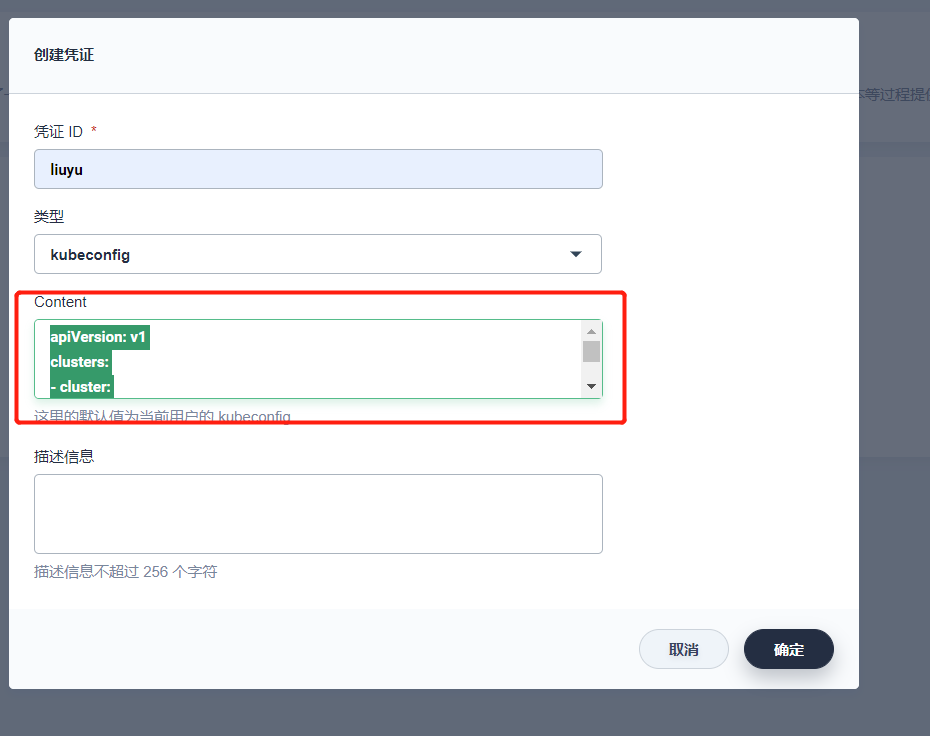 创建凭证
本等过程提供
凭证 ID *
liuyu
类型
kubeconfig
Content
apiVersion: v1
clusters:
- cluster:
这里的默认值为当前用户的 kubeconfig
描述信息
描述信息不超过 256 个字符
取消
确定